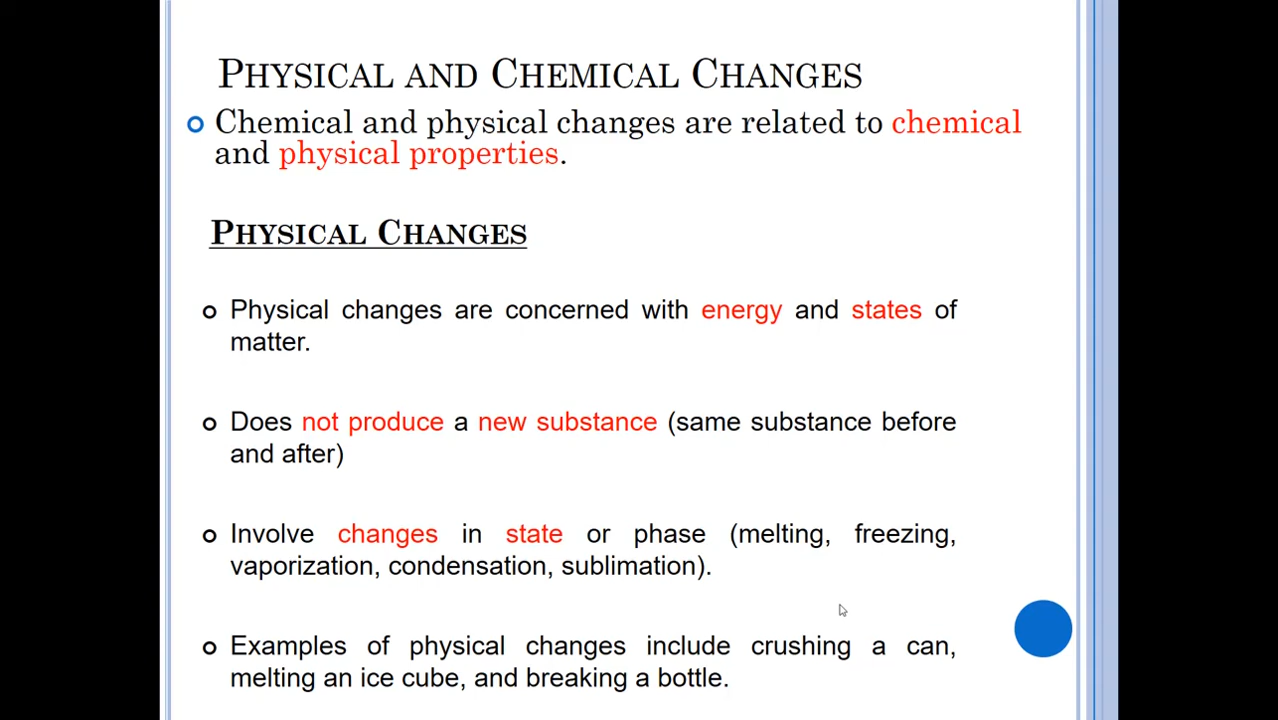 PHYSICAL AND CHEMICAL CHANGES
Chemical and physical changes are related to chemical
and physical properties.
PHYSICAL CHANGES
Physical changes are concerned with energy and states of
matter.
Does not produce a new substance (same substance before
and after)
Involve changes in state or phase (melting, freezing,
vaporization, condensation, sublimation).
Examples of physical changes include crushing a can,
melting an ice cube, and breaking a bottle.